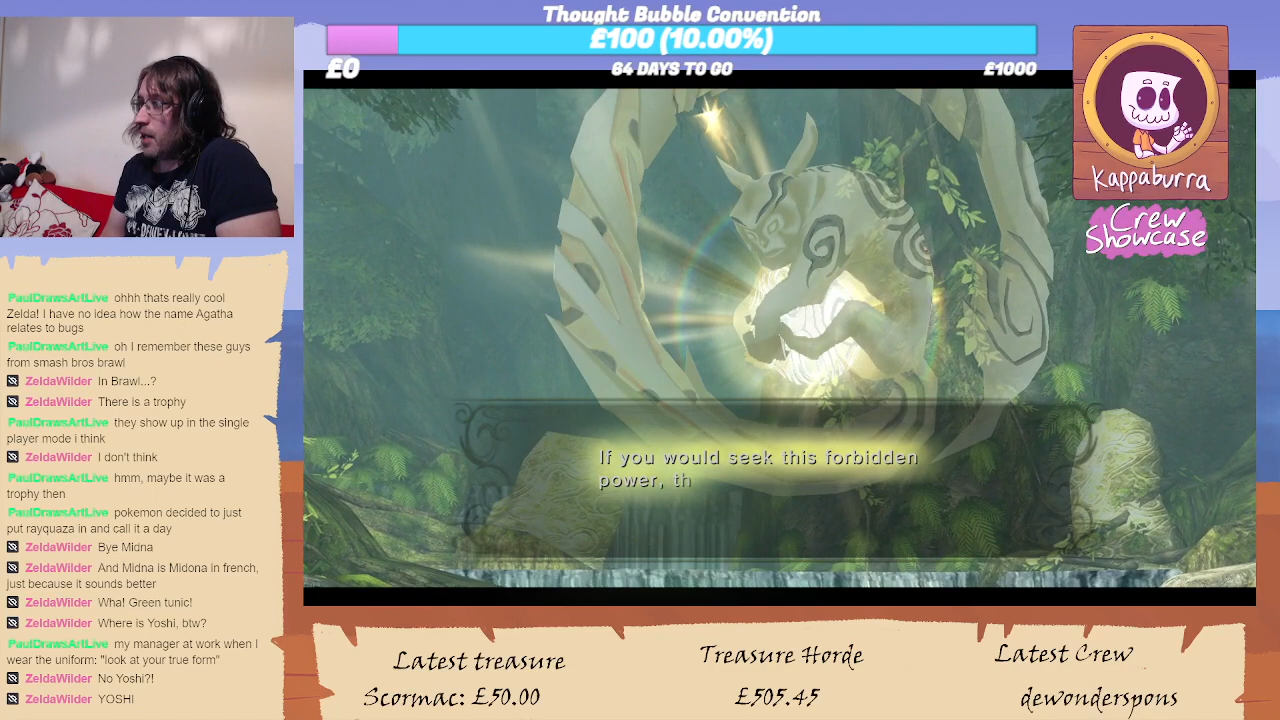 Thought Bubble Convention
£100 (10.00%)
£0
64 DAYS TO GO
£1000
Kappaburra
Crew
Showcase
PaulDrawsArtLive ohhh thats really cool
Zelda! I have no idea how the name Agatha
relates to bugs
PaulDrawsArtLive oh I remember these guys
from smash bros brawl
ZeldaWilder In Brawl...?
ZeldaWilder There is a trophy
PaulDrawsArtLive they show up in the single
player mode i think
ZeldaWilder I don't think
PaulDrawsArtLive hmm, maybe it was a
trophy then
PaulDrawsArtLive pokemon decided to just
put rayquaza in and call it a day
ZeldaWilder Bye Midna
ZeldaWilder And Midna is Midona in french,
just because it sounds better
ZeldaWilder Wha! Green tunic!
ZeldaWilder Where is Yoshi, btw?
PaulDrawsArtLive my manager at work when I
wear the uniform: "look at your true form"
ZeldaWilder No Yoshi?!
ZeldaWilder YOSHI
If you would seek this forbidden
power, th
Latest treasure
Scormac: £50.00
Treasure Horde
£505.45
Latest Crew
dewonderspons